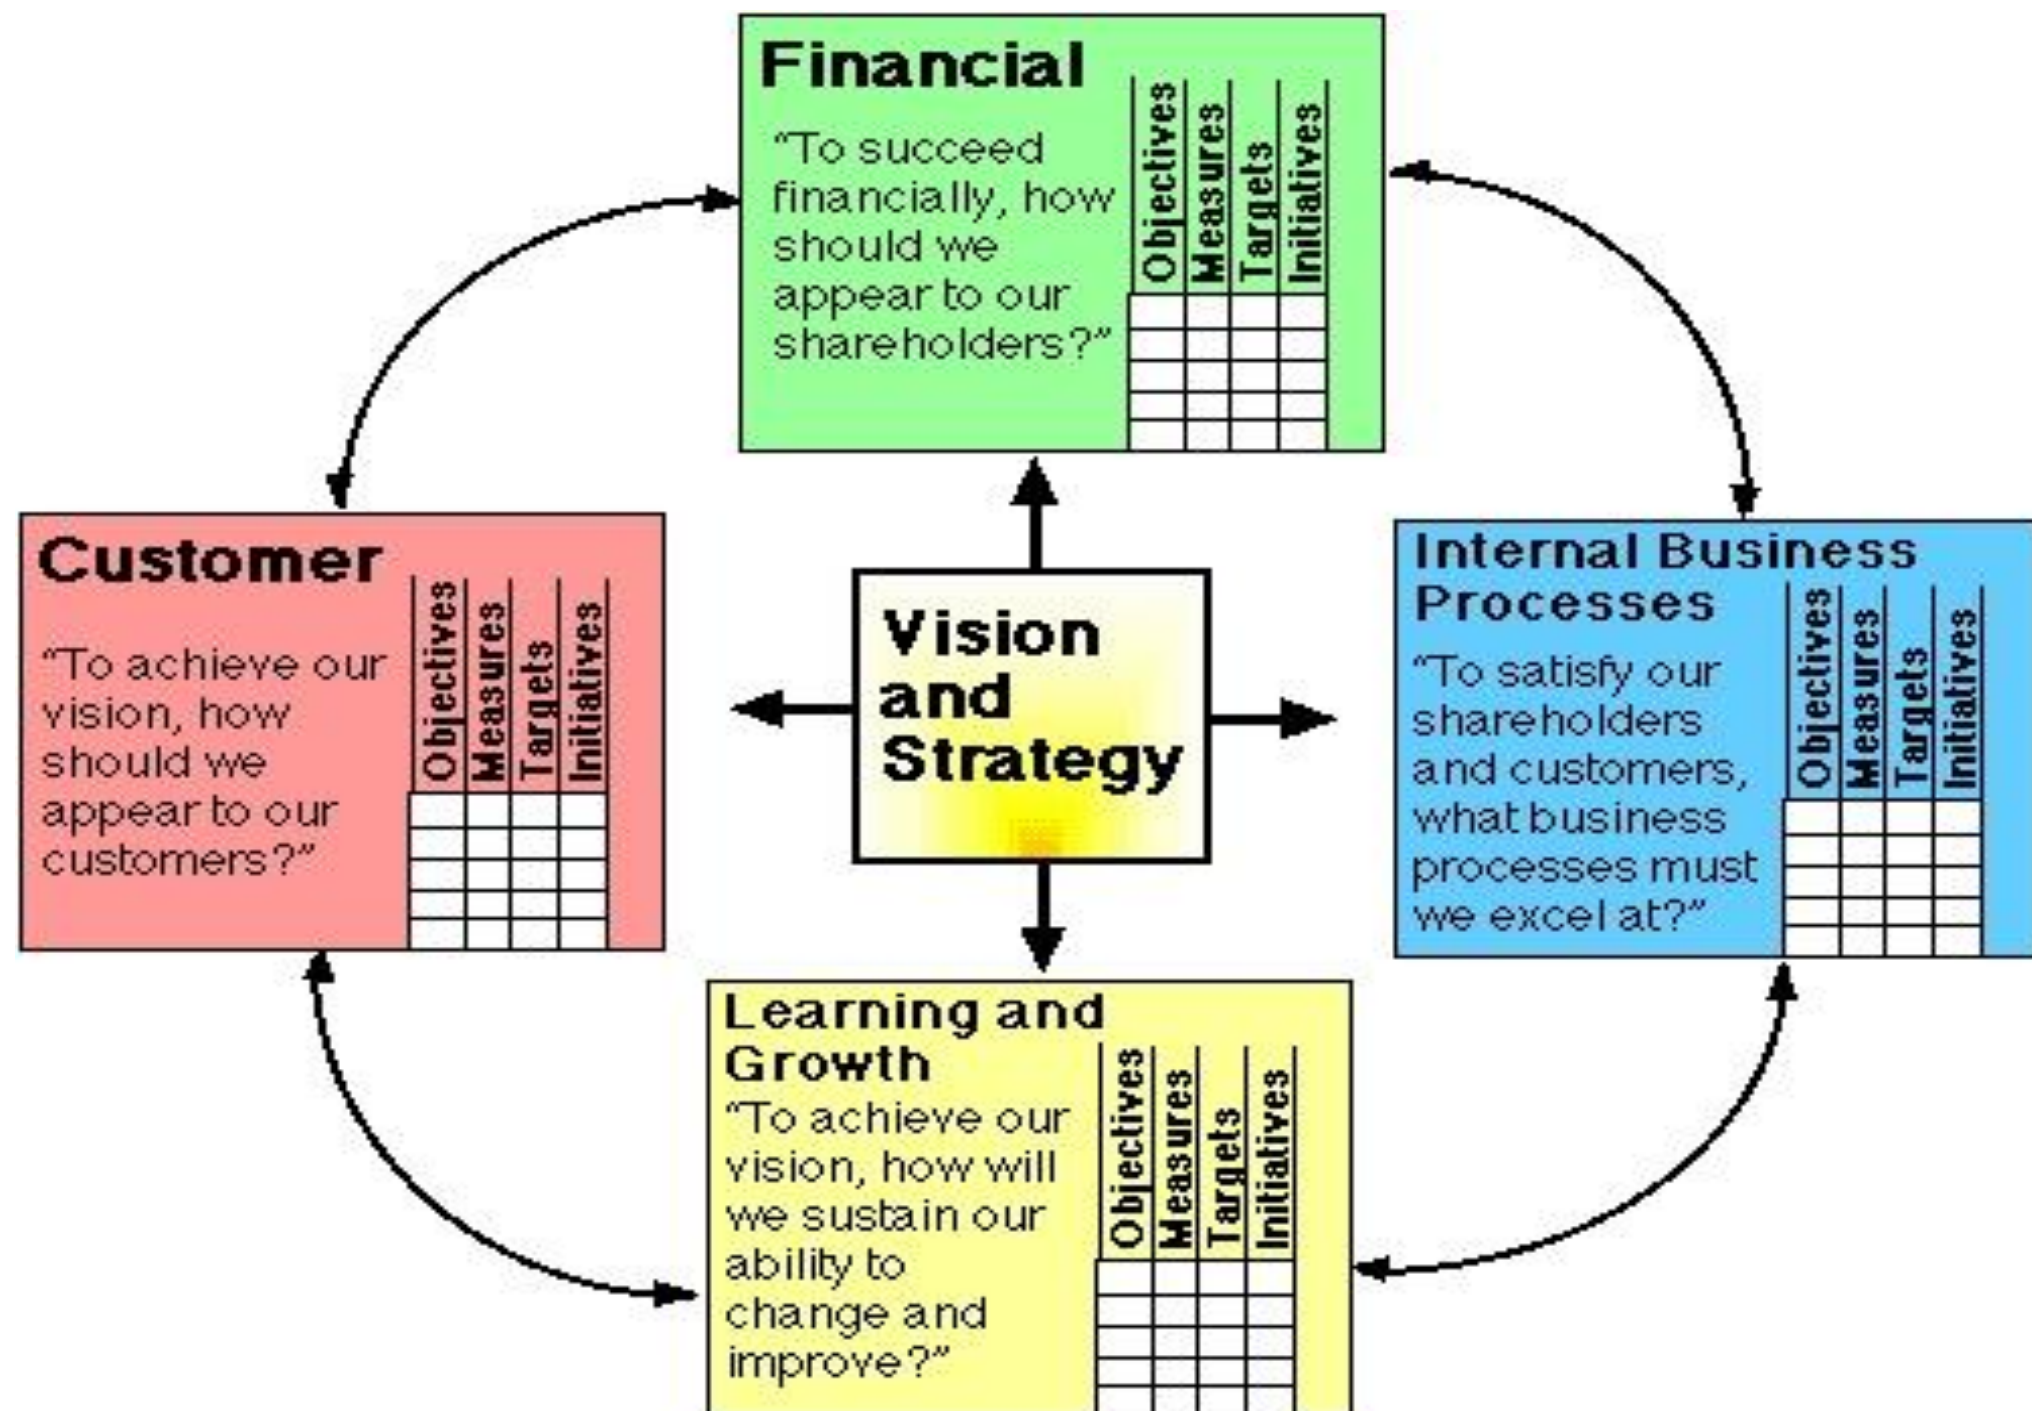 Financial
“To succeed
financially, how
should we
appear to our
shareholders?”
Objectives
Measures
Targets
Initiatives
Customer
“To achieve our
vision, how
should we
appear to our
customers?”
Objectives
Measures
Targets
Initiatives
Vision
and
Strategy
Internal Business
Processes
“To satisfy our
shareholders
and customers,
what business
processes must
we excel at?”
Objectives
Measures
Targets
Initiatives
Learning and
Growth
“To achieve our
vision, how will
we sustain our
ability to
change and
improve?”
Objectives
Measures
Targets
Initiatives